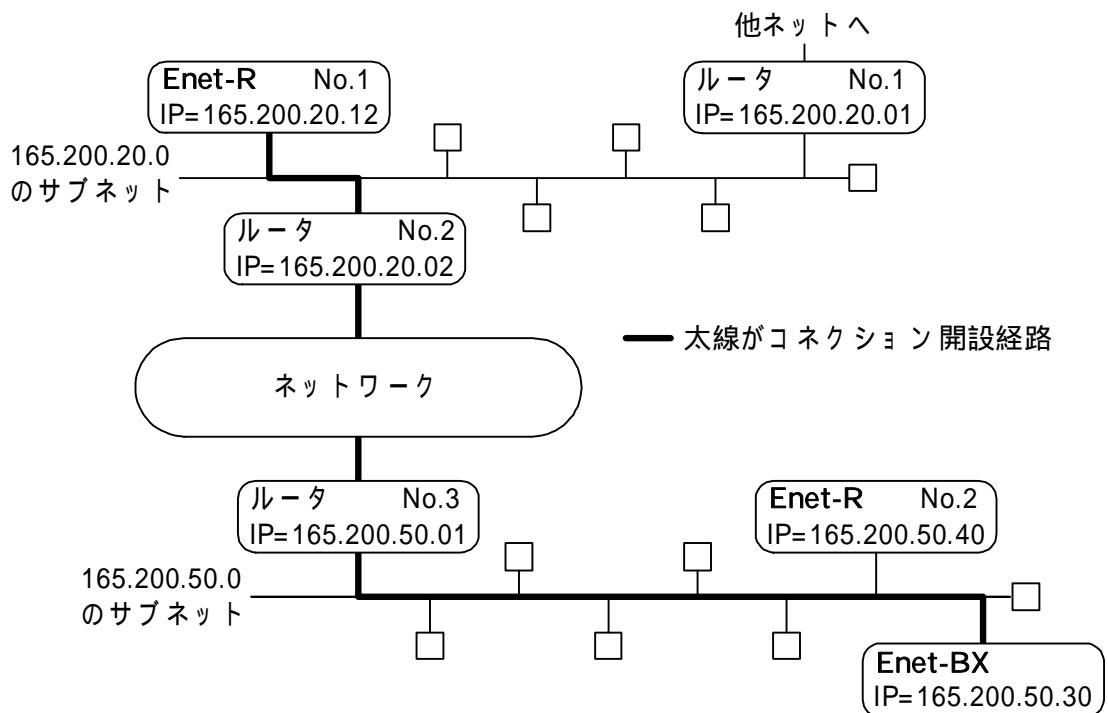 他ネットへ
Enet-R No.1
IP=165.200.20.12
ルータ No.1
IP=165.200.20.01
165.200.20.0
のサブネット
ルータ No.2
IP=165.200.20.02
太線がコネクション開設経路
ネットワーク
ルータ No.3
IP=165.200.50.01
Enet-R No.2
IP=165.200.50.40
165.200.50.0
のサブネット
Enet-BX
IP=165.200.50.30